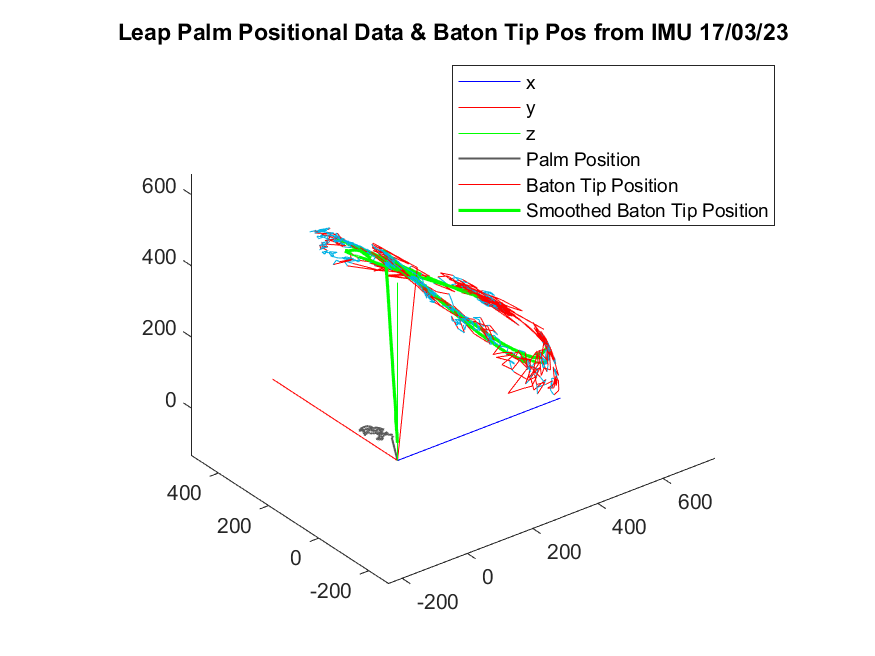 Leap Palm Positional Data & Baton Tip Pos from IMU 17/03/23
x
y
z
Palm Position
Baton Tip Position
Smoothed Baton Tip Position
600
400
200
0
400
200
0
-200
-200
0
200
400
600